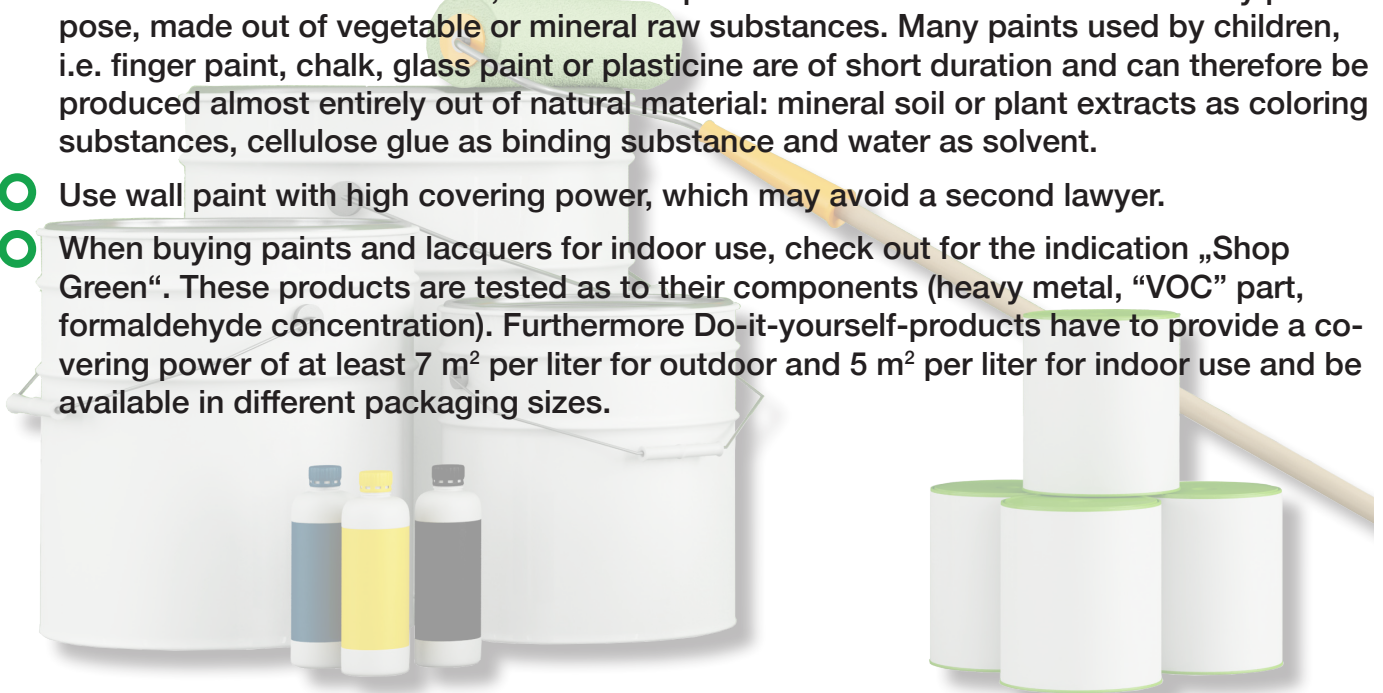 pose, made out of vegetable or mineral raw substances. Many paints used by children,
i.e. finger paint, chalk, glass paint or plasticine are of short duration and can therefore be
produced almost entirely out of natural material: mineral soil or plant extracts as coloring
substances, cellulose glue as binding substance and water as solvent.
Use wall paint with high covering power, which may avoid a second lawyer.
When buying paints and lacquers for indoor use, check out for the indication „Shop
Green“. These products are tested as to their components (heavy metal, “VOC” part,
formaldehyde concentration). Furthermore Do-it-yourself-products have to provide a co-
vering power of at least 7 m² per liter for outdoor and 5 m² per liter for indoor use and be
available in different packaging sizes.